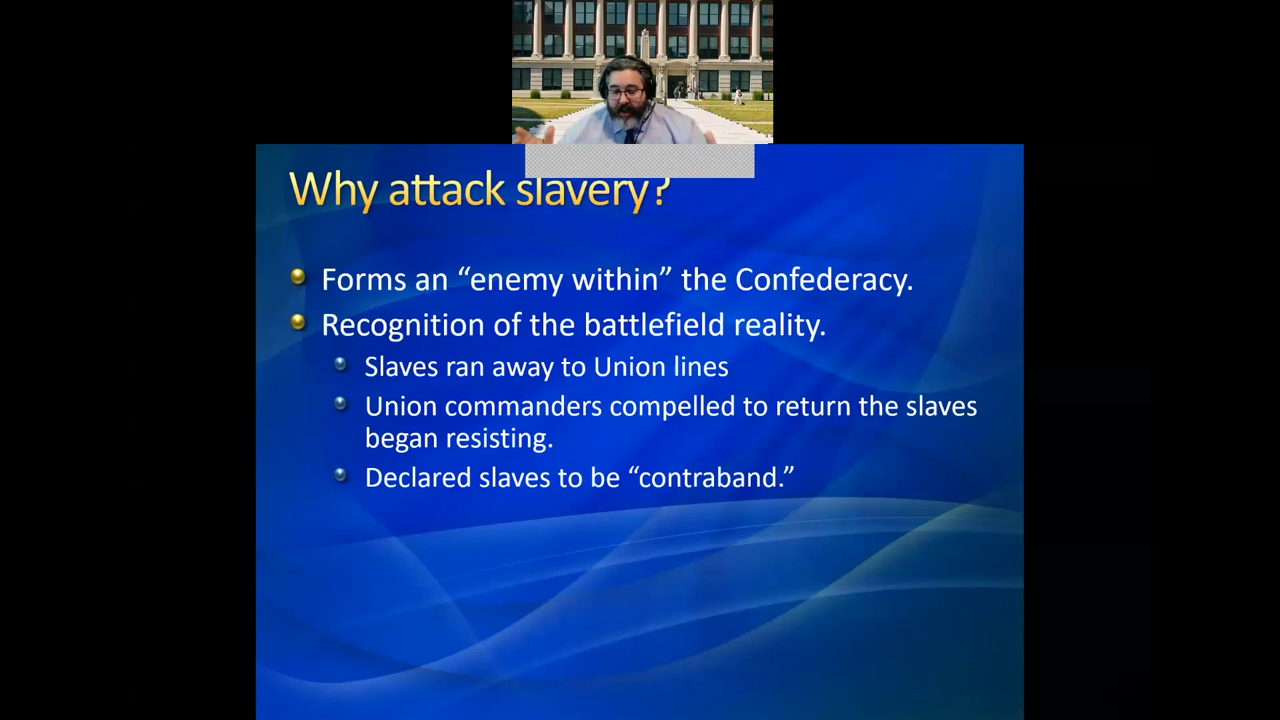 Why attack slavery?
Forms an “enemy within” the Confederacy.
Recognition of the battlefield reality.
Slaves ran away to Union lines
Union commanders compelled to return the slaves
began resisting.
Declared slaves to be “contraband.”